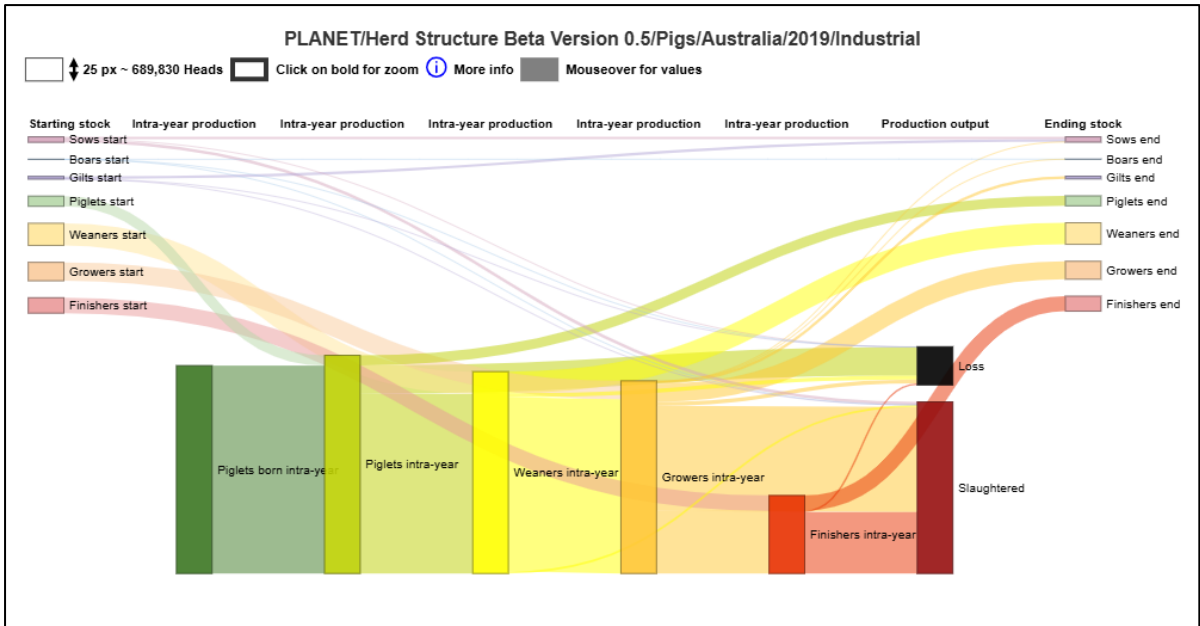 PLANET/Herd Structure Beta Version 0.5/Pigs/Australia/2019/Industrial
25 px ~ 689,830 Heads Click on bold for zoom i More info Mouseover for values
Starting stock Intra-year production Intra-year production Intra-year production Intra-year production Intra-year production Production output Ending stock
Sows start Sows end
Boars start Boars end
Gilts start Gilts end
Piglets start Piglets end
Weaners start Weaners end
Growers start Growers end
Finishers start Finishers end
Loss
Piglets born intra-year Piglets intra-year Weaners intra-year Growers intra-year
Slaughtered
Finishers intra-year